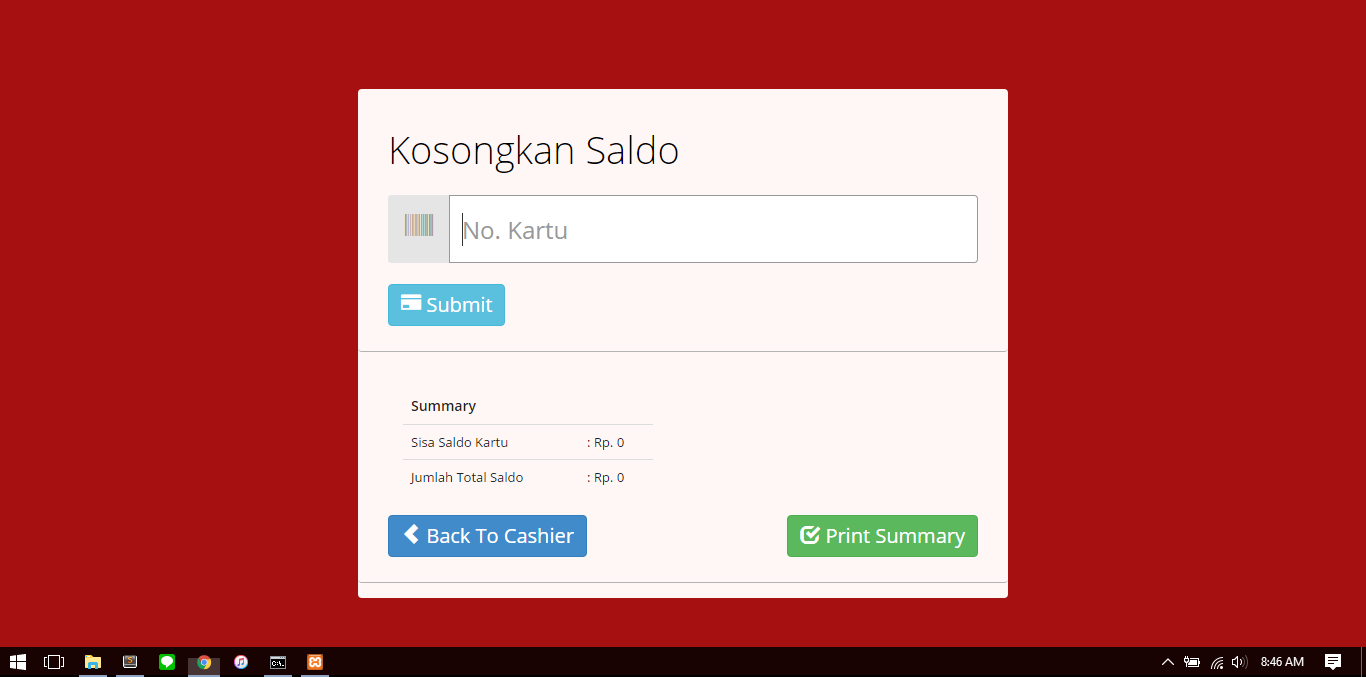 Kosongkan Saldo
No. Kartu
Submit
Summary
Sisa Saldo Kartu : Rp. 0
Jumlah Total Saldo : Rp. 0
Back To Cashier
Print Summary
8:46 AM